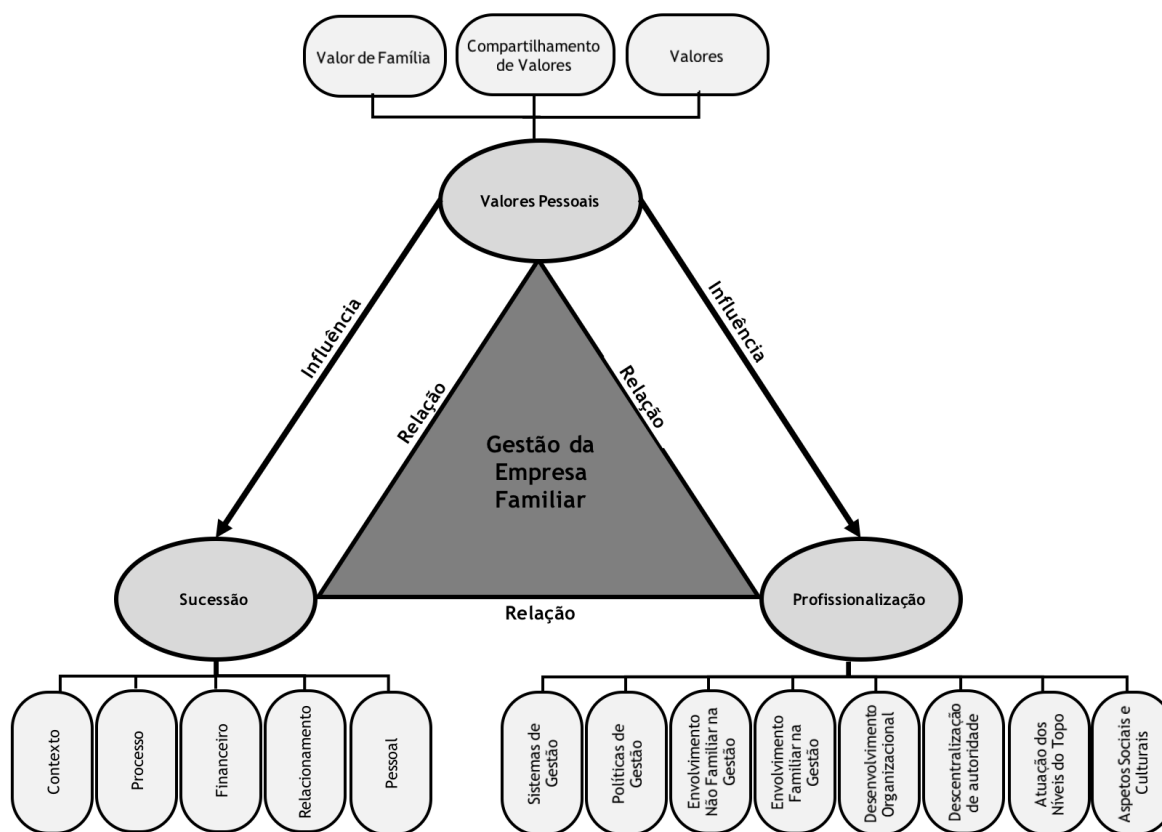 Valor de Família
Compartilhamento
de Valores
Valores
Valores Pessoais
Influência
Influência
Relação
Relação
Gestão da
Empresa
Familiar
Sucessão
Relação
Profissionalização
Contexto
Processo
Financeiro
Relacionamento
Pessoal
Sistemas de
Gestão
Políticas de
Gestão
Envolvimento
Não Familiar na
Gestão
Envolvimento
Familiar na
Gestão
Desenvolvimento
Organizacional
Descentralização
de autoridade
Atuação dos
Níveis do Topo
Aspetos Sociais e
Culturais